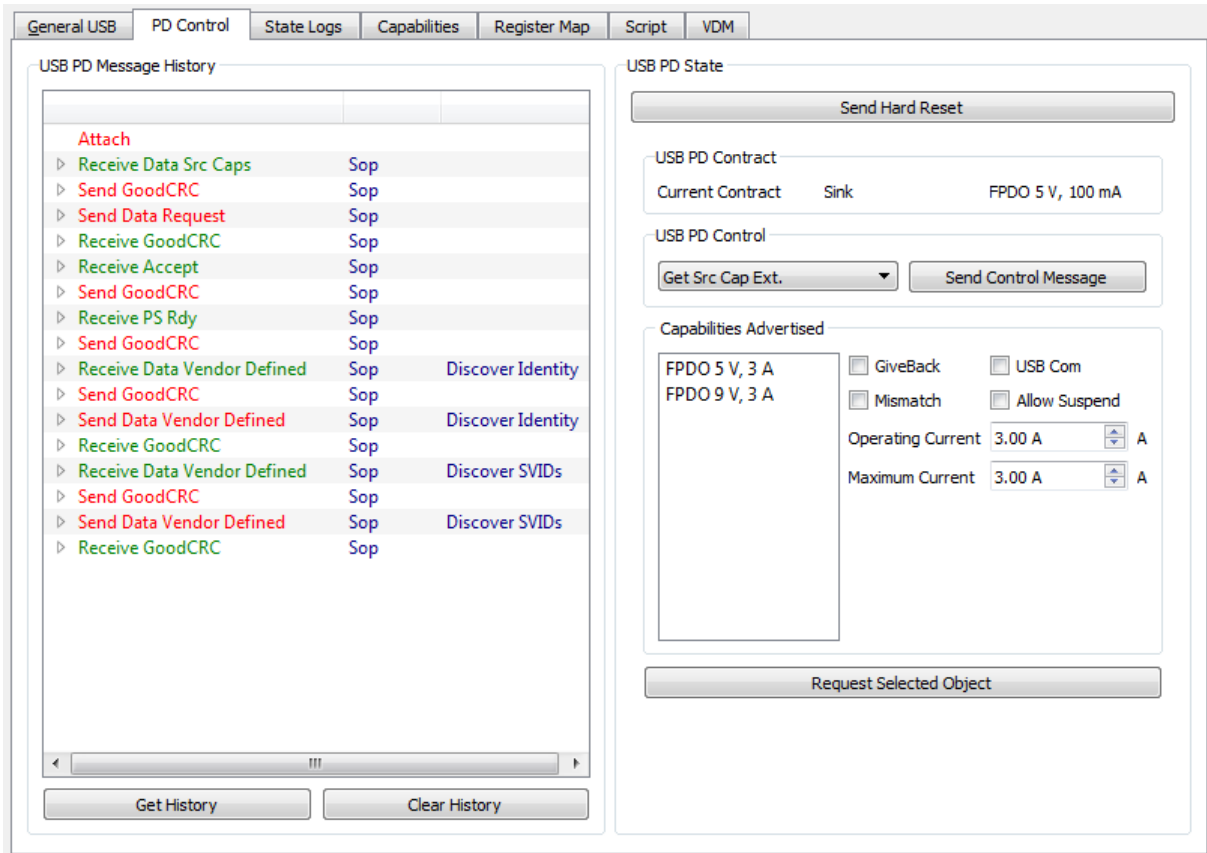 General USB PD Control State Logs Capabilities Register Map Script VDM
USB PD Message History
Attach
Receive Data Src Caps Sop
Send GoodCRC Sop
Send Data Request Sop
Receive GoodCRC Sop
Receive Accept Sop
Send GoodCRC Sop
Receive PS Rdy Sop
Send GoodCRC Sop
Receive Data Vendor Defined Sop Discover Identity
Send GoodCRC Sop
Send Data Vendor Defined Sop Discover Identity
Receive GoodCRC Sop
Receive Data Vendor Defined Sop Discover SVIDs
Send GoodCRC Sop
Send Data Vendor Defined Sop Discover SVIDs
Receive GoodCRC Sop
Get History Clear History
USB PD State
Send Hard Reset
USB PD Contract
Current Contract Sink FPDO 5 V, 100 mA
USB PD Control
Get Src Cap Ext. Send Control Message
Capabilities Advertised
FPDO 5 V, 3 A
FPDO 9 V, 3 A
GiveBack USB Com
Mismatch Allow Suspend
Operating Current 3.00 A A
Maximum Current 3.00 A A
Request Selected Object